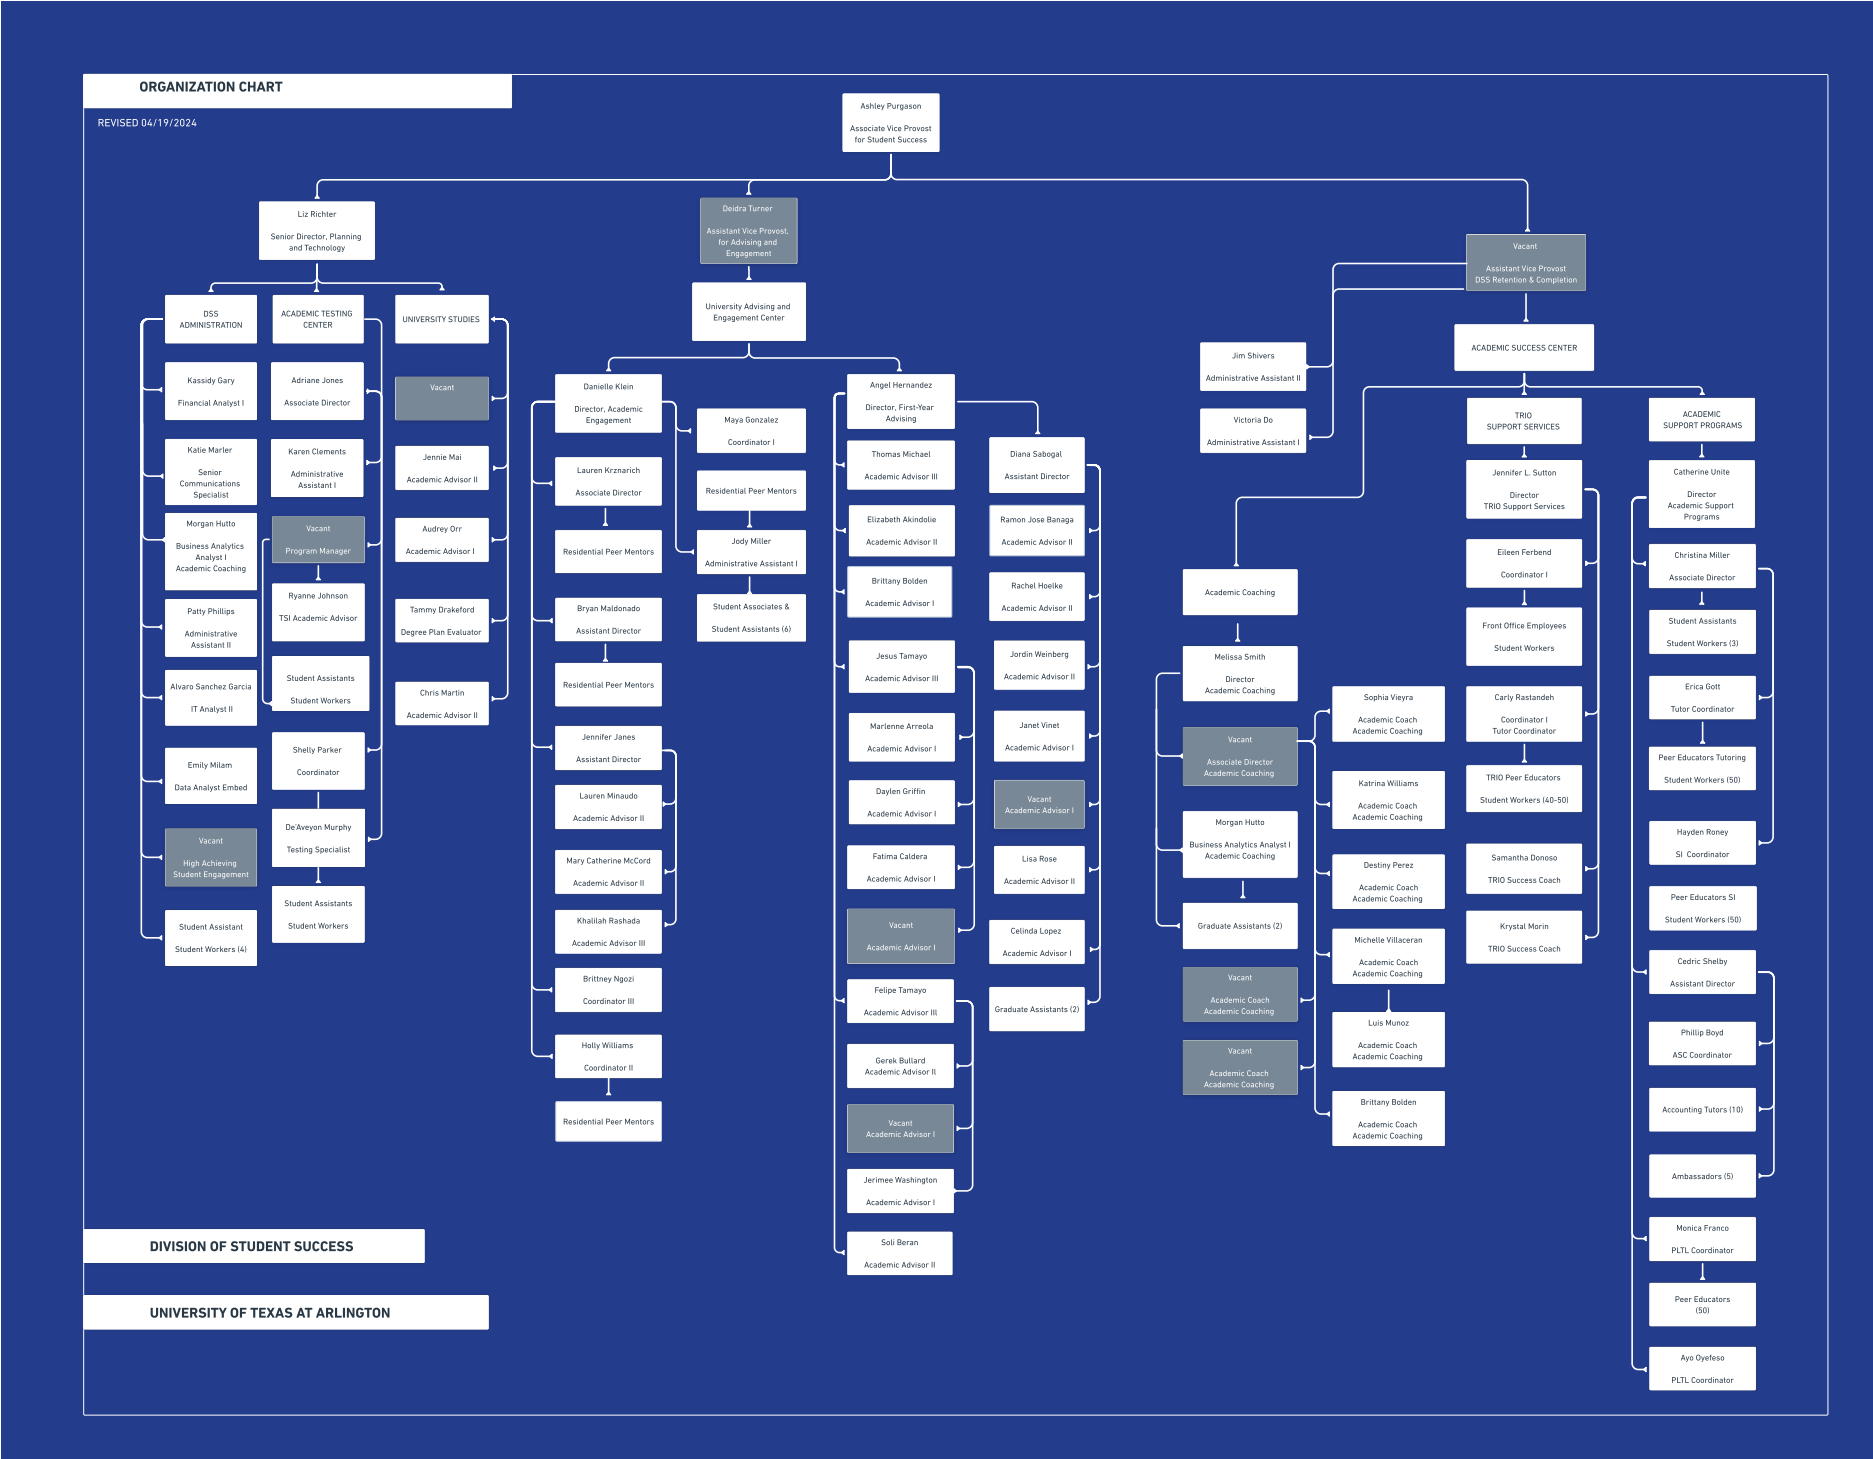 ORGANIZATION CHART
REVISED 04/19/2024
Ashley Purgason
Associate Vice Provost
for Student Success
Liz Richter
Senior Director, Planning
and Technology
Deidra Turner
Assistant Vice Provost,
for Advising and
Engagement
Vacant
Assistant Vice Provost
DSS Retention & Completion
DSS
ADMINISTRATION
Kassidy Gary
Financial Analyst I
Katie Marler
Senior
Communications
Specialist
Morgan Hutto
Business Analytics
Analyst I
Academic Coaching
Patty Phillips
Administrative
Assistant II
Alvaro Sanchez Garcia
IT Analyst II
Emily Milam
Data Analyst Embed
Vacant
High Achieving
Student Engagement
Student Assistant
Student Workers (4)
ACADEMIC TESTING
CENTER
Adriane Jones
Associate Director
Karen Clements
Administrative
Assistant I
Vacant
Program Manager
Ryanne Johnson
TSI Academic Advisor
Student Assistants
Student Workers
Shelly Parker
Coordinator
De'Aveyon Murphy
Testing Specialist
Student Assistants
Student Workers
UNIVERSITY STUDIES
Vacant
Jennie Mai
Academic Advisor II
Audrey Orr
Academic Advisor I
Tammy Drakeford
Degree Plan Evaluator
Chris Martin
Academic Advisor II
University Advising and
Engagement Center
Danielle Klein
Director, Academic
Engagement
Lauren Krznarich
Associate Director
Residential Peer Mentors
Bryan Maldonado
Assistant Director
Residential Peer Mentors
Jennifer Janes
Assistant Director
Lauren Minaudo
Academic Advisor II
Mary Catherine McCord
Academic Advisor II
Khalilah Rashada
Academic Advisor III
Brittney Ngozi
Coordinator III
Holly Williams
Coordinator II
Residential Peer Mentors
Maya Gonzalez
Coordinator I
Residential Peer Mentors
Jody Miller
Administrative Assistant I
Student Associates &
Student Assistants (6)
Angel Hernandez
Director, First-Year
Advising
Thomas Michael
Academic Advisor III
Elizabeth Akindolie
Academic Advisor II
Brittany Bolden
Academic Advisor I
Jesus Tamayo
Academic Advisor III
Marlenne Arreola
Academic Advisor I
Daylen Griffin
Academic Advisor I
Fatima Caldera
Academic Advisor I
Vacant
Academic Advisor I
Felipe Tamayo
Academic Advisor III
Gerek Bullard
Academic Advisor II
Vacant
Academic Advisor I
Jerimee Washington
Academic Advisor I
Soli Beran
Academic Advisor II
Diana Sabogal
Assistant Director
Ramon Jose Banaga
Academic Advisor II
Rachel Hoelke
Academic Advisor II
Jordin Weinberg
Academic Advisor II
Janet Vinet
Academic Advisor I
Vacant
Academic Advisor I
Lisa Rose
Academic Advisor II
Celinda Lopez
Academic Advisor I
Graduate Assistants (2)
Jim Shivers
Administrative Assistant II
Victoria Do
Administrative Assistant I
ACADEMIC SUCCESS CENTER
Academic Coaching
Melissa Smith
Director
Academic Coaching
Vacant
Associate Director
Academic Coaching
Morgan Hutto
Business Analytics Analyst I
Academic Coaching
Graduate Assistants (2)
Vacant
Academic Coach
Academic Coaching
Vacant
Academic Coach
Academic Coaching
Sophia Vieyra
Academic Coach
Academic Coaching
Katrina Williams
Academic Coach
Academic Coaching
Destiny Perez
Academic Coach
Academic Coaching
Michelle Villaceran
Academic Coach
Academic Coaching
Luis Munoz
Academic Coach
Academic Coaching
Brittany Bolden
Academic Coach
Academic Coaching
TRIO
SUPPORT SERVICES
Jennifer L. Sutton
Director
TRIO Support Services
Eileen Ferbend
Coordinator I
Front Office Employees
Student Workers
Carly Rastandeh
Coordinator I
Tutor Coordinator
TRIO Peer Educators
Student Workers (40-50)
Samantha Donoso
TRIO Success Coach
Krystal Morin
TRIO Success Coach
ACADEMIC
SUPPORT PROGRAMS
Catherine Unite
Director
Academic Support
Programs
Christina Miller
Associate Director
Student Assistants
Student Workers (3)
Erica Gott
Tutor Coordinator
Peer Educators Tutoring
Student Workers (50)
Hayden Roney
SI Coordinator
Peer Educators SI
Student Workers (50)
Cedric Shelby
Assistant Director
Phillip Boyd
ASC Coordinator
Accounting Tutors (10)
Ambassadors (5)
Monica Franco
PLTL Coordinator
Peer Educators
(50)
Ayo Oyefeso
PLTL Coordinator
DIVISION OF STUDENT SUCCESS
UNIVERSITY OF TEXAS AT ARLINGTON